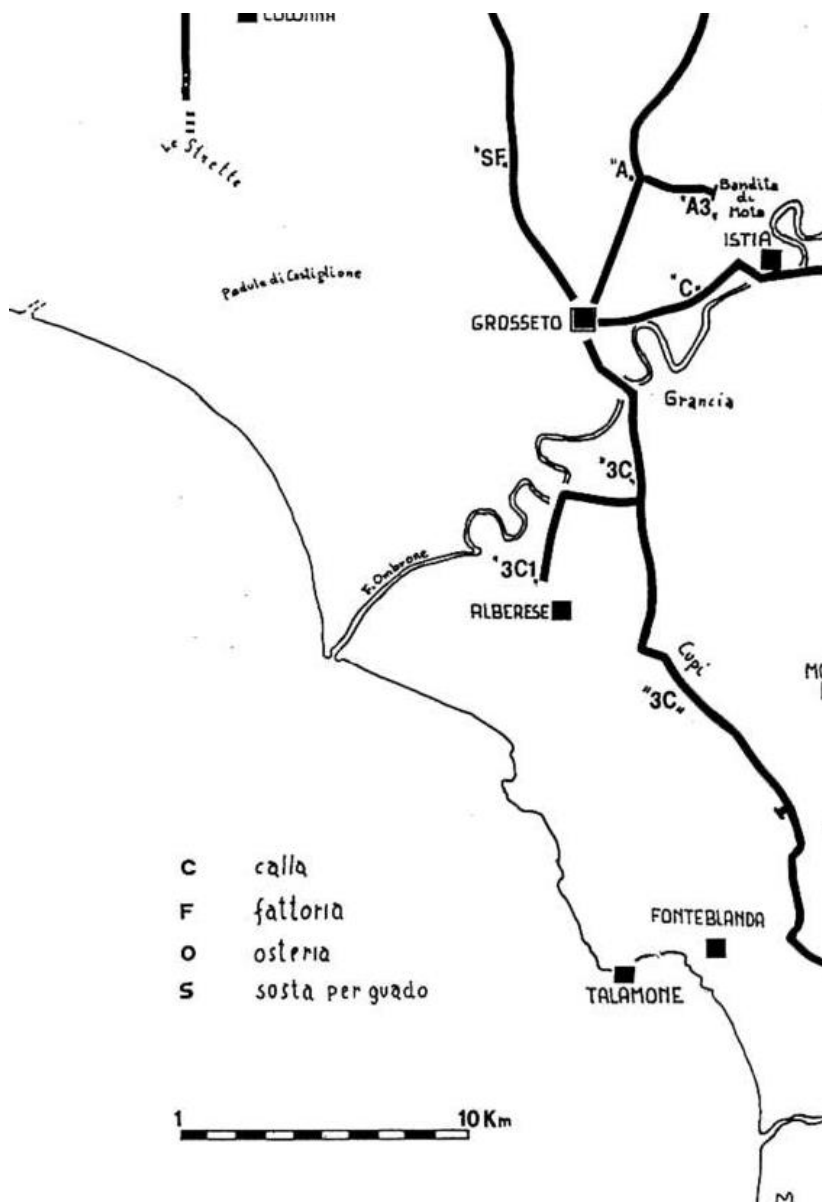 COLONNA
Le Strette
"SF"
"A"
"A3"
Bandita
di
Mota
ISTIA
Padule di Castiglione
"C"
GROSSETO
Grancia
"3C"
F. Ombrone
"3C1"
ALBERESE
Cupi
"3C"
C calla
F fattoria
O osteria
S sosta per guado
FONTEBLANDA
TALAMONE
1 10 Km